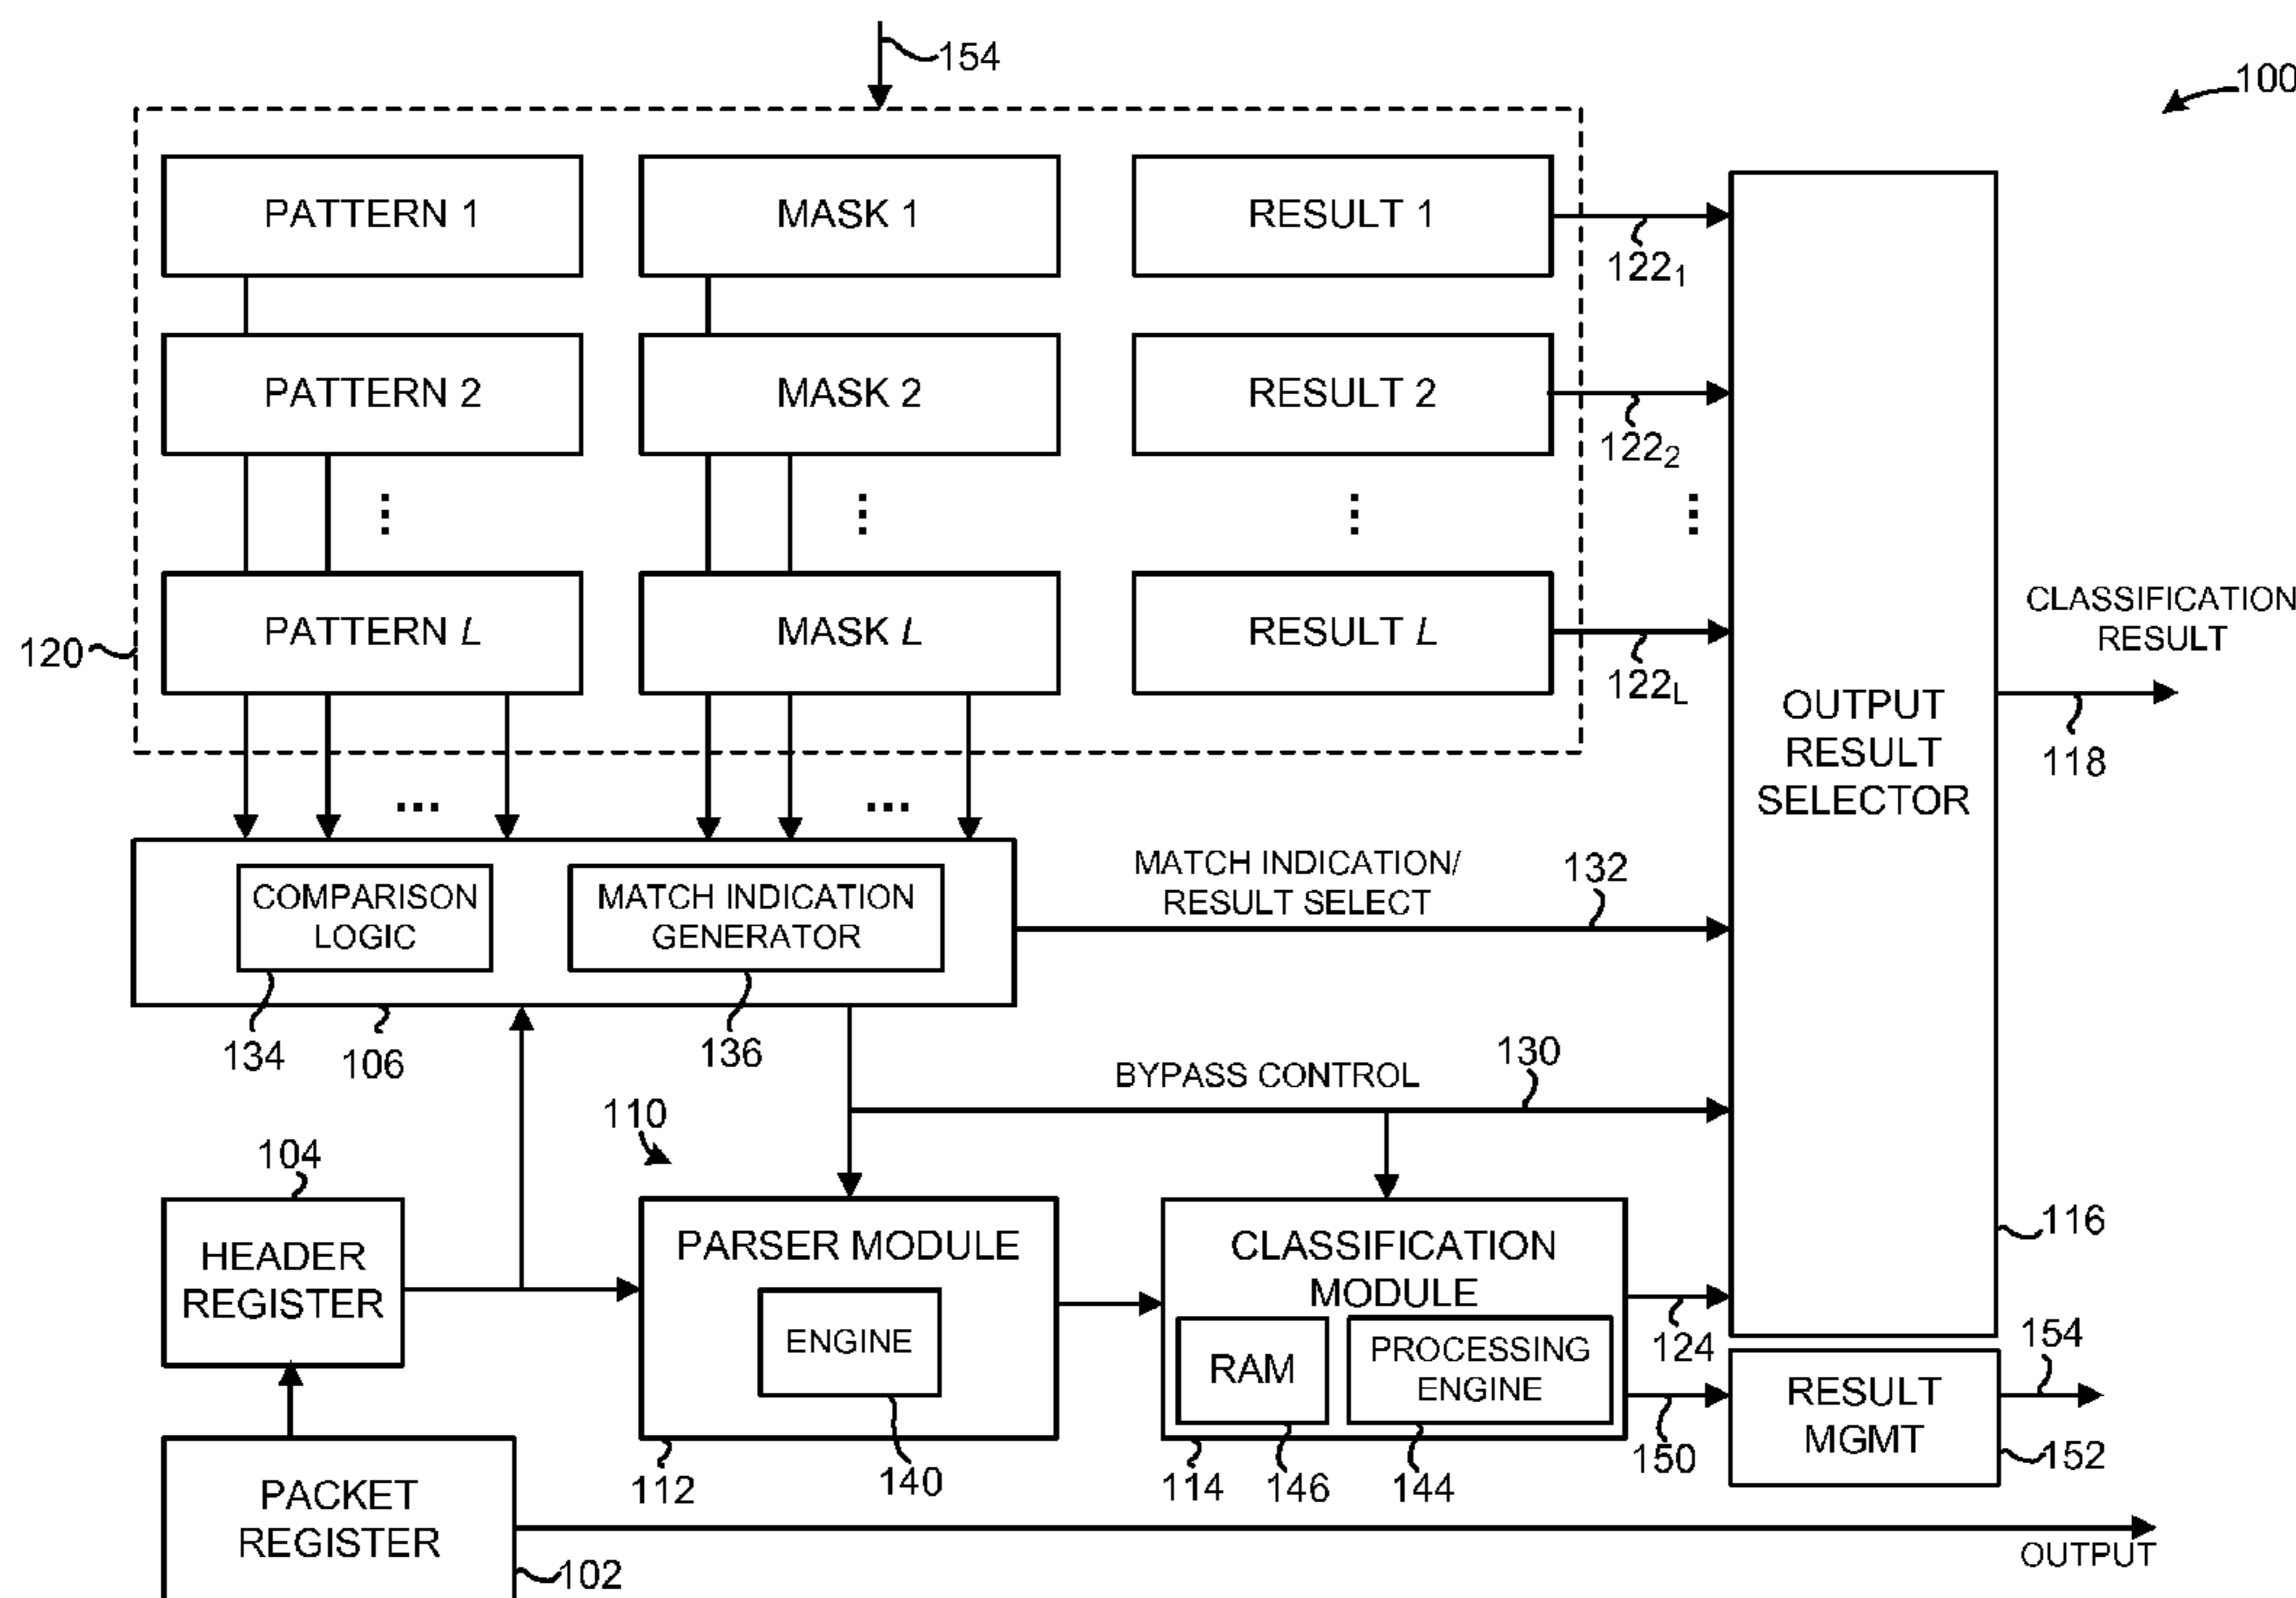 154
100
PATTERN 1
MASK 1
RESULT 1
122₁
PATTERN 2
MASK 2
RESULT 2
122₂
⋮ ⋮ ⋮ ⋮
PATTERN L
MASK L
RESULT L
122L
120
CLASSIFICATION
RESULT
118
OUTPUT
RESULT
SELECTOR
... ...
COMPARISON
LOGIC
MATCH INDICATION
GENERATOR
MATCH INDICATION/
RESULT SELECT
132
134
106
136
BYPASS CONTROL
130
110
104
HEADER
REGISTER
PARSER MODULE
ENGINE
CLASSIFICATION
MODULE
RAM
PROCESSING
ENGINE
116
124
154
RESULT
MGMT
150
152
112
140
114
146
144
PACKET
REGISTER
102
OUTPUT